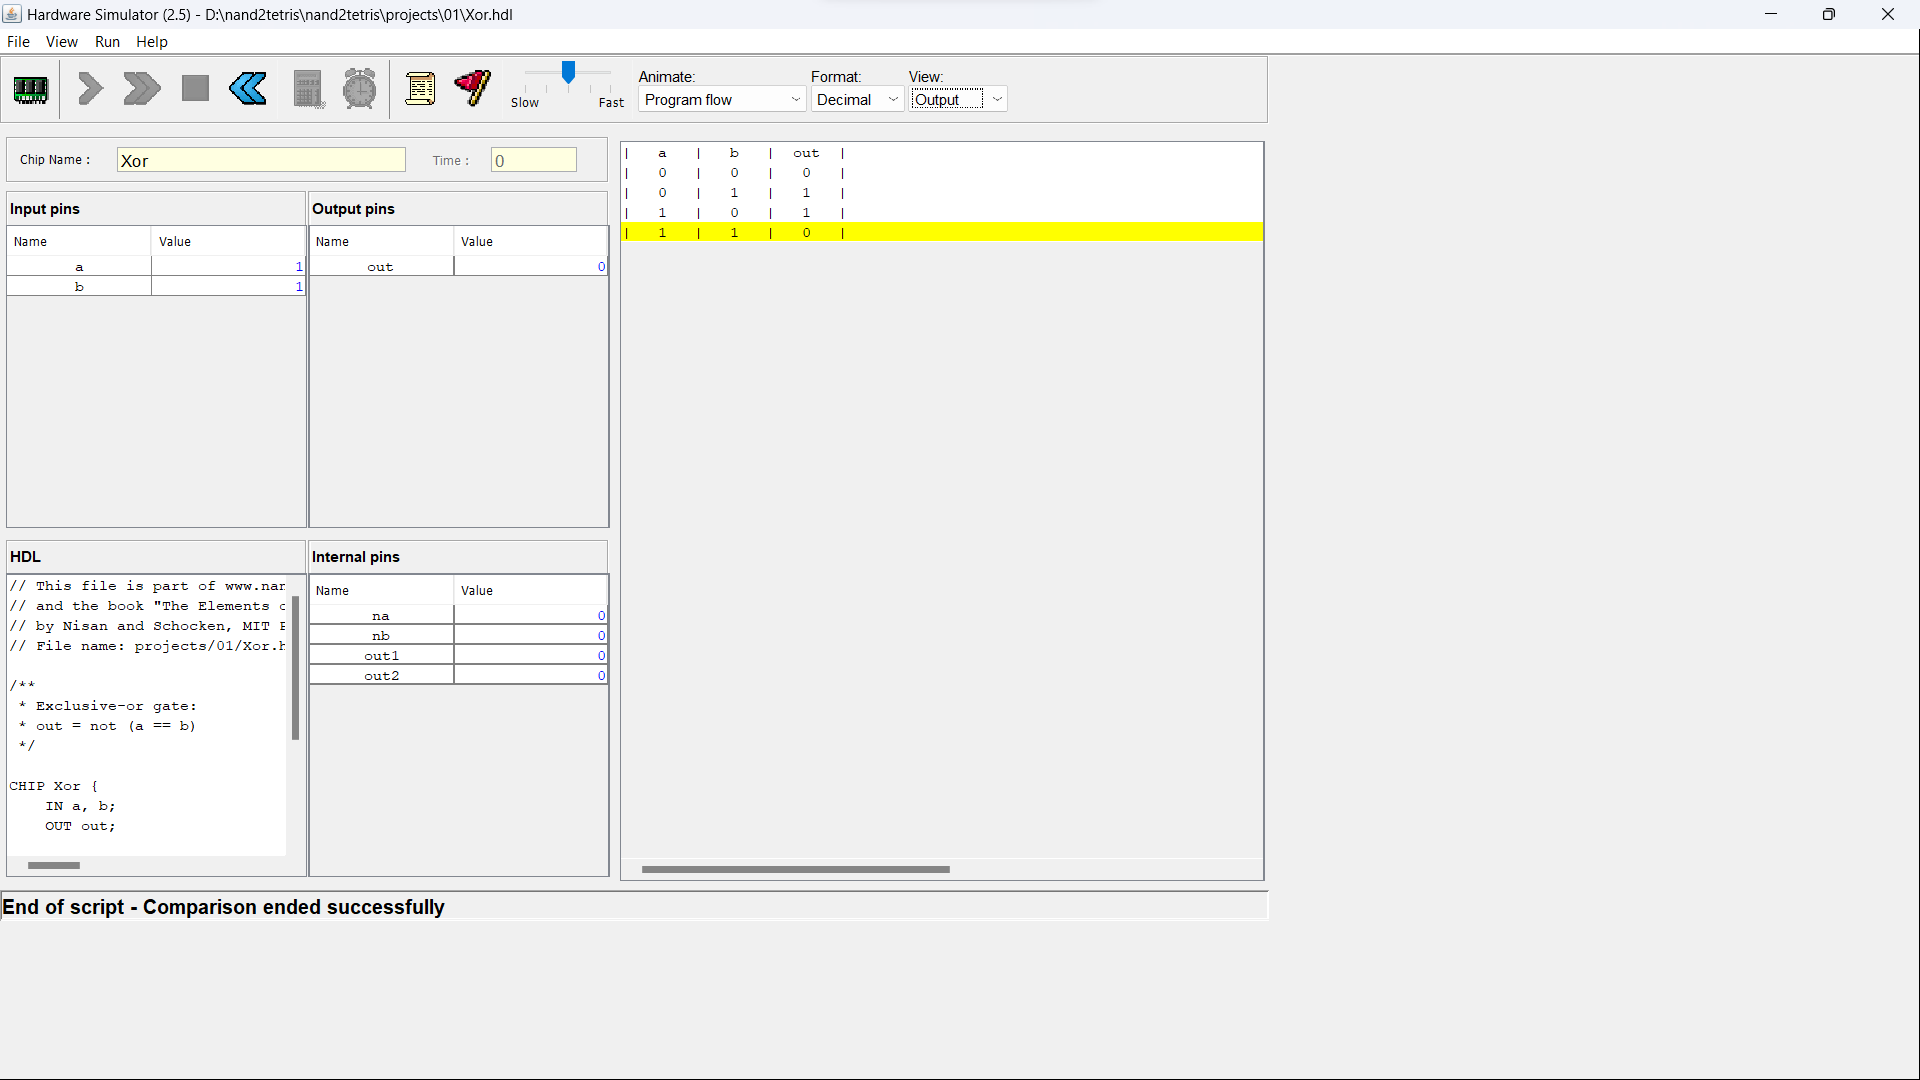 Hardware Simulator (2.5) - D:\nand2tetris\nand2tetris\projects\01\Xor.hdl
File View Run Help
Slow Fast
Animate: Format: View:
Program flow Decimal Output
Chip Name : Xor Time : 0
Input pins
Name Value
a 1
b 1
Output pins
Name Value
out 0
| a | b | out |
| 0 | 0 | 0 |
| 0 | 1 | 1 |
| 1 | 0 | 1 |
| 1 | 1 | 0 |
HDL
// This file is part of www.nan
// and the book "The Elements o
// by Nisan and Schocken, MIT P
// File name: projects/01/Xor.h
/**
* Exclusive-or gate:
* out = not (a == b)
*/
CHIP Xor {
IN a, b;
OUT out;
Internal pins
Name Value
na 0
nb 0
out1 0
out2 0
End of script - Comparison ended successfully